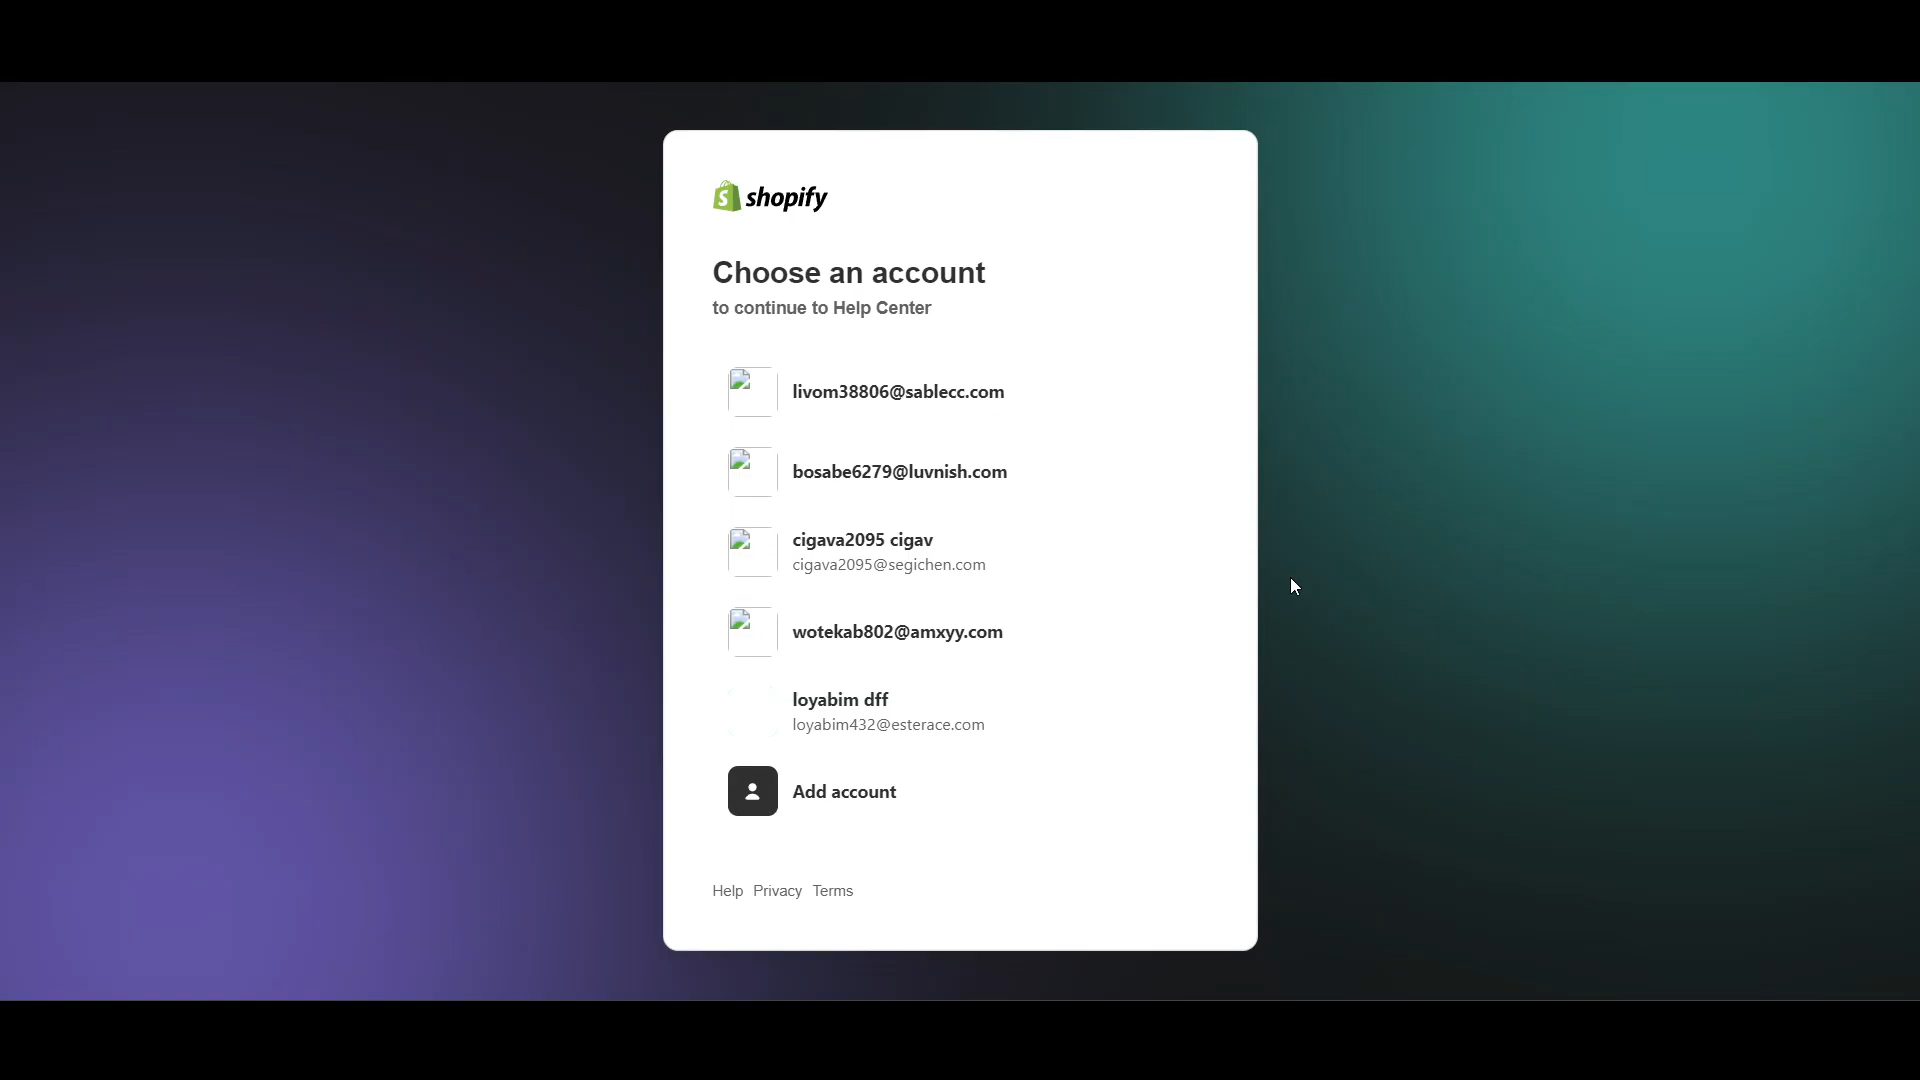 shopify
Choose an account
to continue to Help Center
livom38806@sablecc.com
bosabe6279@luvnish.com
cigava2095 cigav
cigava2095@segichen.com
wotekab802@amxyy.com
loyabim dff
loyabim432@esterace.com
Add account
Help Privacy Terms